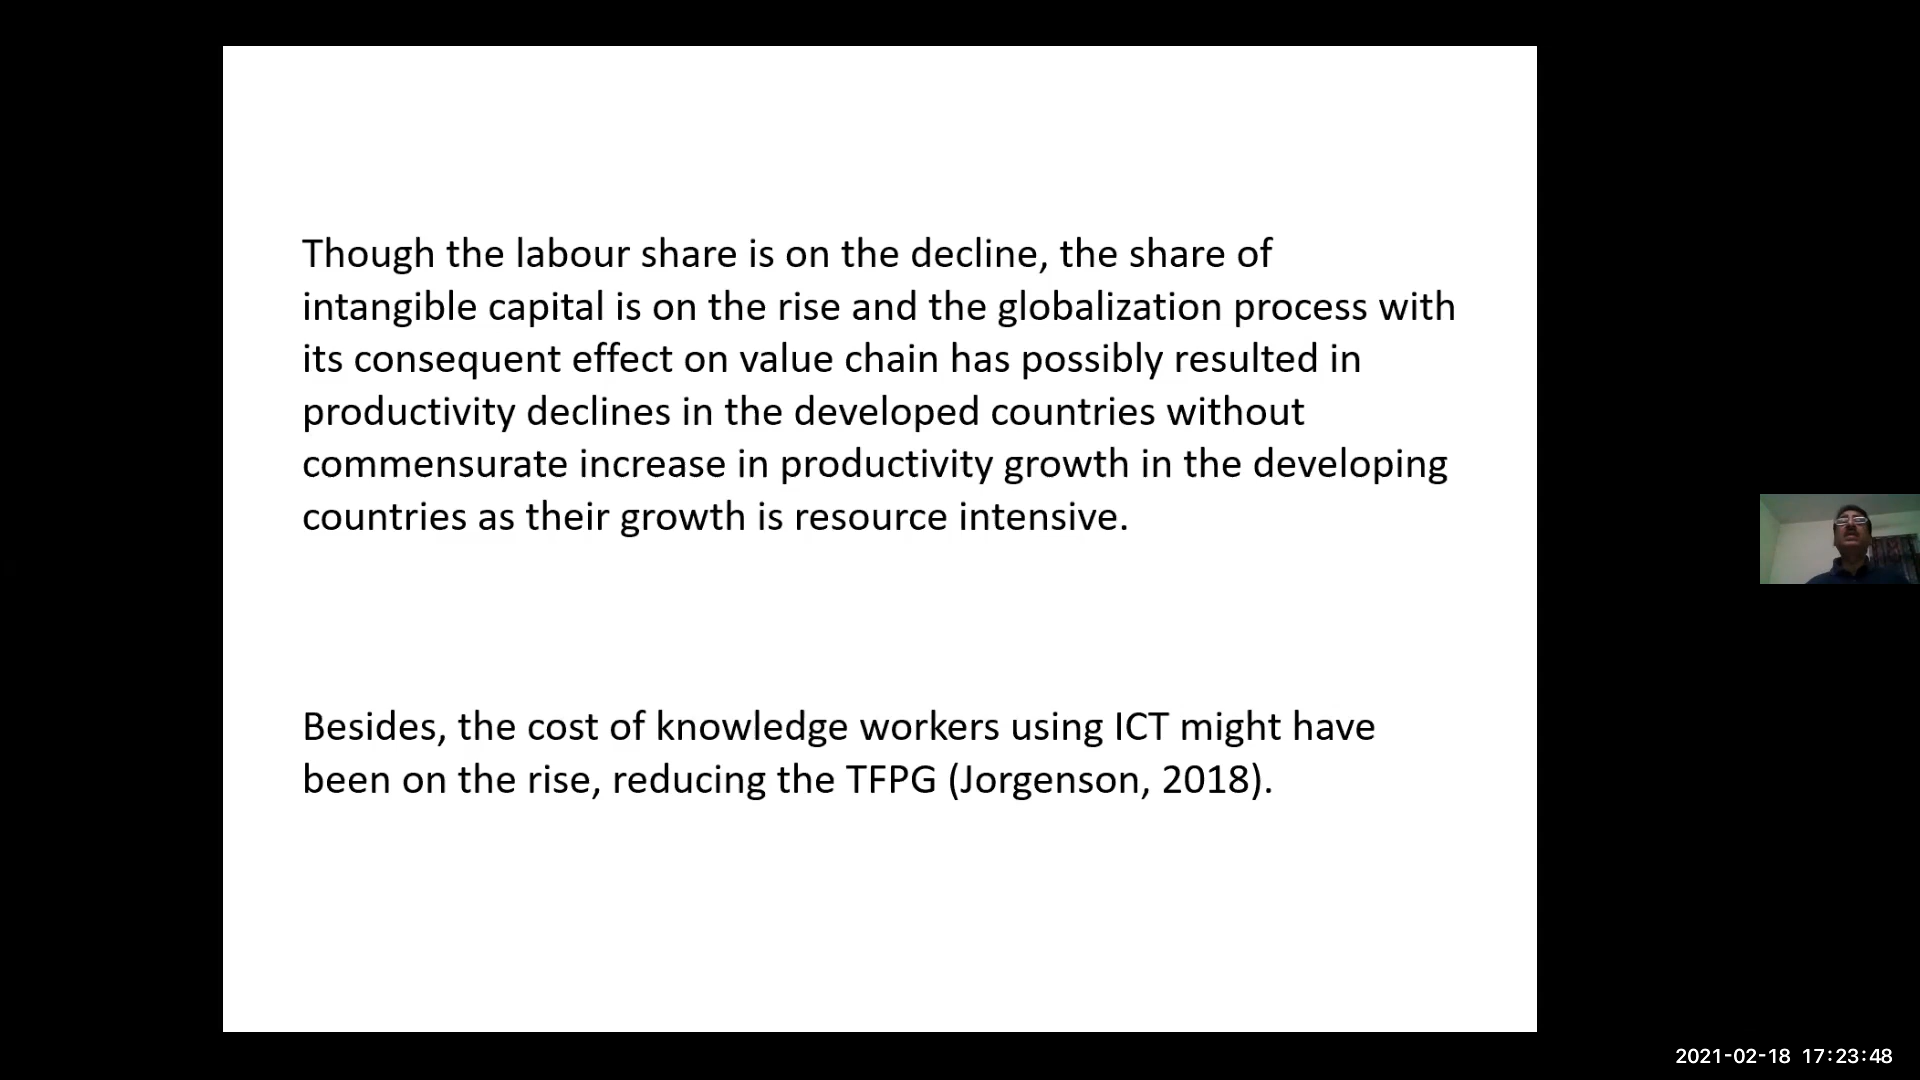 Though the labour share is on the decline, the share of
intangible capital is on the rise and the globalization process with
its consequent effect on value chain has possibly resulted in
productivity declines in the developed countries without
commensurate increase in productivity growth in the developing
countries as their growth is resource intensive.
Besides, the cost of knowledge workers using ICT might have
been on the rise, reducing the TFPG (Jorgenson, 2018).
2021-02-18 17:23:48